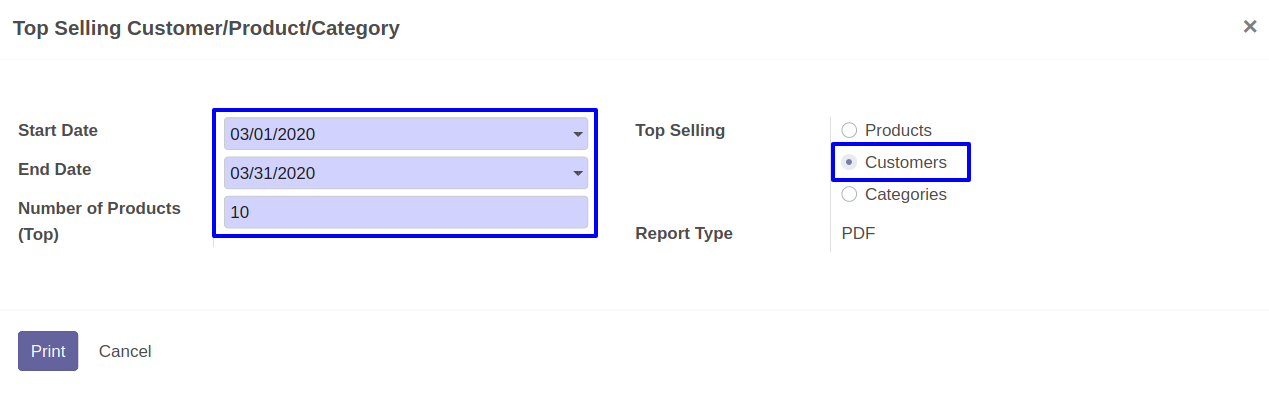 Top Selling Customer/Product/Category
×
Start Date
03/01/2020
End Date
03/31/2020
Number of Products
(Top)
10
Top Selling
Products
Customers
Categories
Report Type
PDF
Print
Cancel